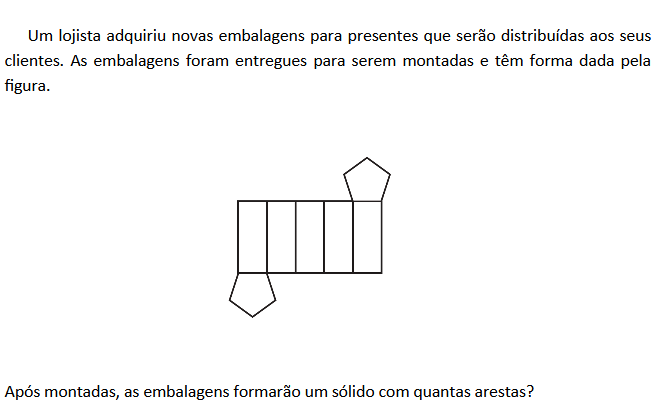 Um lojista adquiriu novas embalagens para presentes que serão distribuídas aos seus
clientes. As embalagens foram entregues para serem montadas e têm forma dada pela
figura.
Após montadas, as embalagens formarão um sólido com quantas arestas?